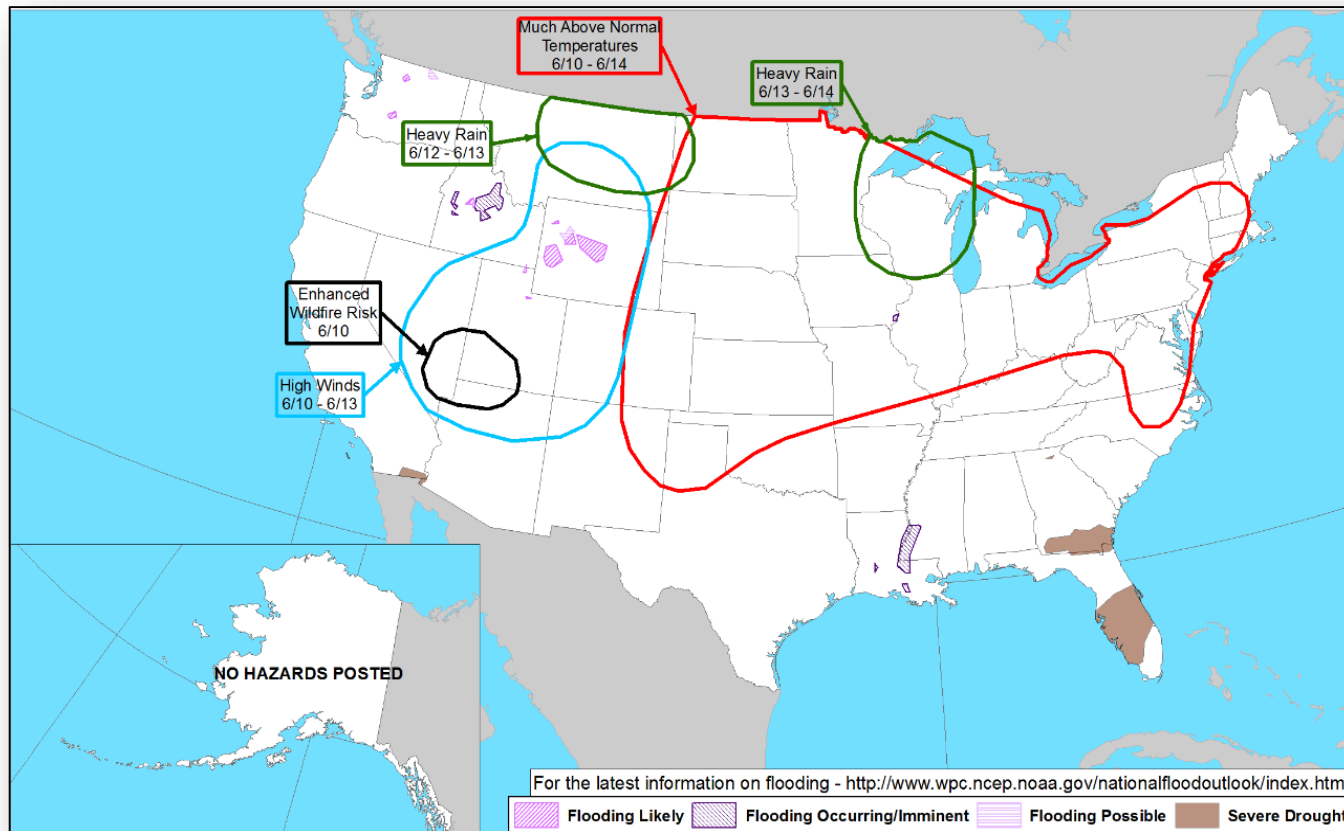 Much Above Normal
Temperatures
6/10 - 6/14
Heavy Rain
6/13 - 6/14
Heavy Rain
6/12 - 6/13
Enhanced
Wildfire Risk
6/10
High Winds
6/10 - 6/13
NO HAZARDS POSTED
For the latest information on flooding - http://www.wpc.ncep.noaa.gov/nationalfloodoutlook/index.htm
Flooding Likely
Flooding Occurring/Imminent
Flooding Possible
Severe Drought